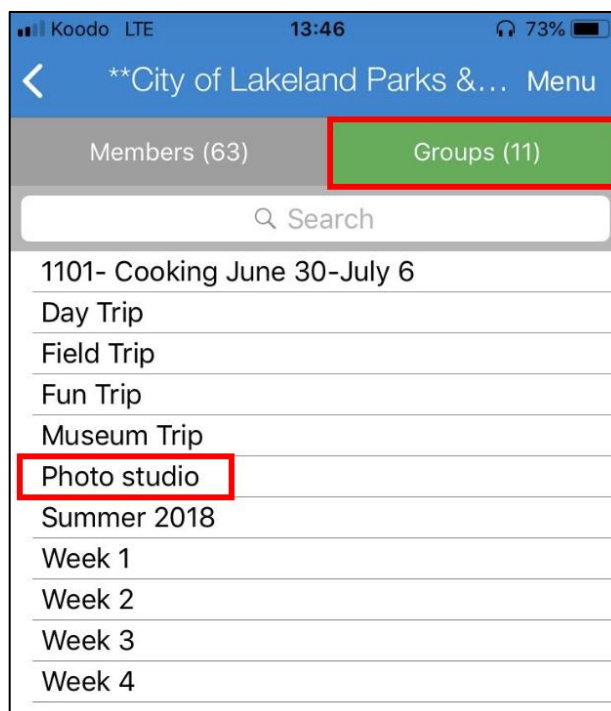 Koodo LTE 13:46 73%
**City of Lakeland Parks &... Menu
Members (63) Groups (11)
Search
1101- Cooking June 30-July 6
Day Trip
Field Trip
Fun Trip
Museum Trip
Photo studio
Summer 2018
Week 1
Week 2
Week 3
Week 4